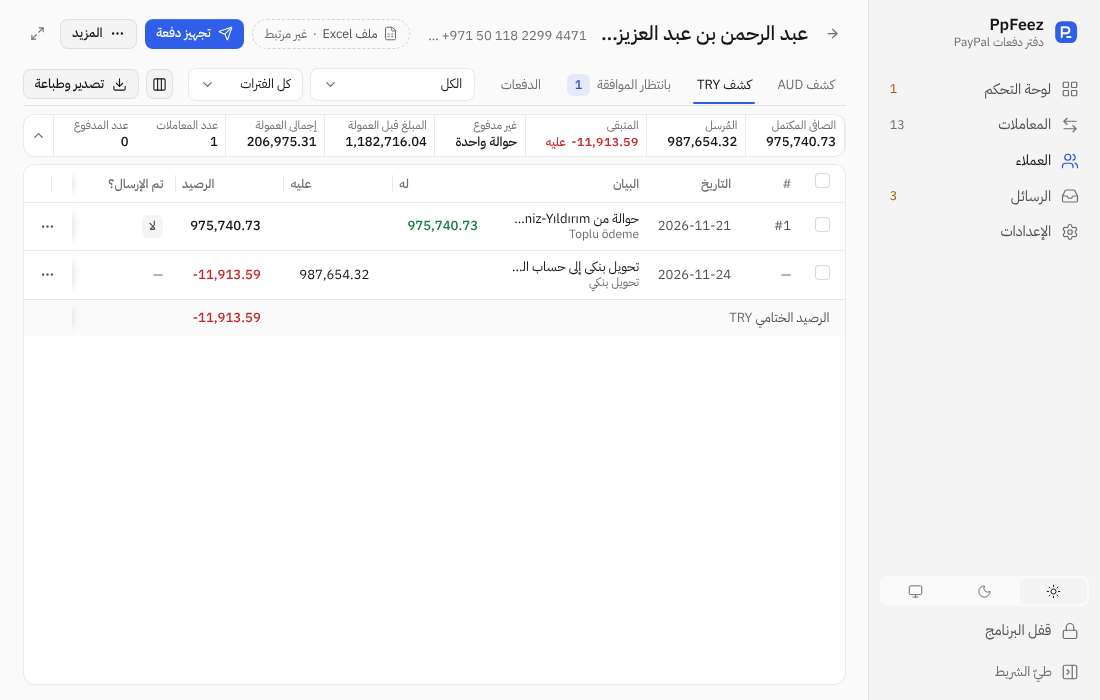 PpFeez
دفتر دفعات PayPal
لوحة التحكم 1
المعاملات 13
العملاء
الرسائل 3
الإعدادات
قفل البرنامج
طيّ الشريط
عبد الرحمن بن عبد العزيز...
+971 50 118 2299 4471 ...
ملف Excel · غير مرتبط
تجهيز دفعة
المزيد
كشف AUD
كشف TRY
بانتظار الموافقة 1
الدفعات
الكل
كل الفترات
تصدير وطباعة
الصافي المكتمل
975,740.73
المُرسل
987,654.32
المتبقي
-11,913.59 عليه
غير مدفوع
حوالة واحدة
المبلغ قبل العمولة
1,182,716.04
إجمالي العمولة
206,975.31
عدد المعاملات
1
عدد المدفوع
0
# التاريخ البيان له عليه الرصيد تم الإرسال؟
#1 2026-11-21 حوالة من niz-Yıldırım... 975,740.73 975,740.73 لا
Toplu ödeme
— 2026-11-24 تحويل بنكي إلى حساب الـ... 987,654.32 -11,913.59 —
تحويل بنكي
الرصيد الختامي TRY -11,913.59